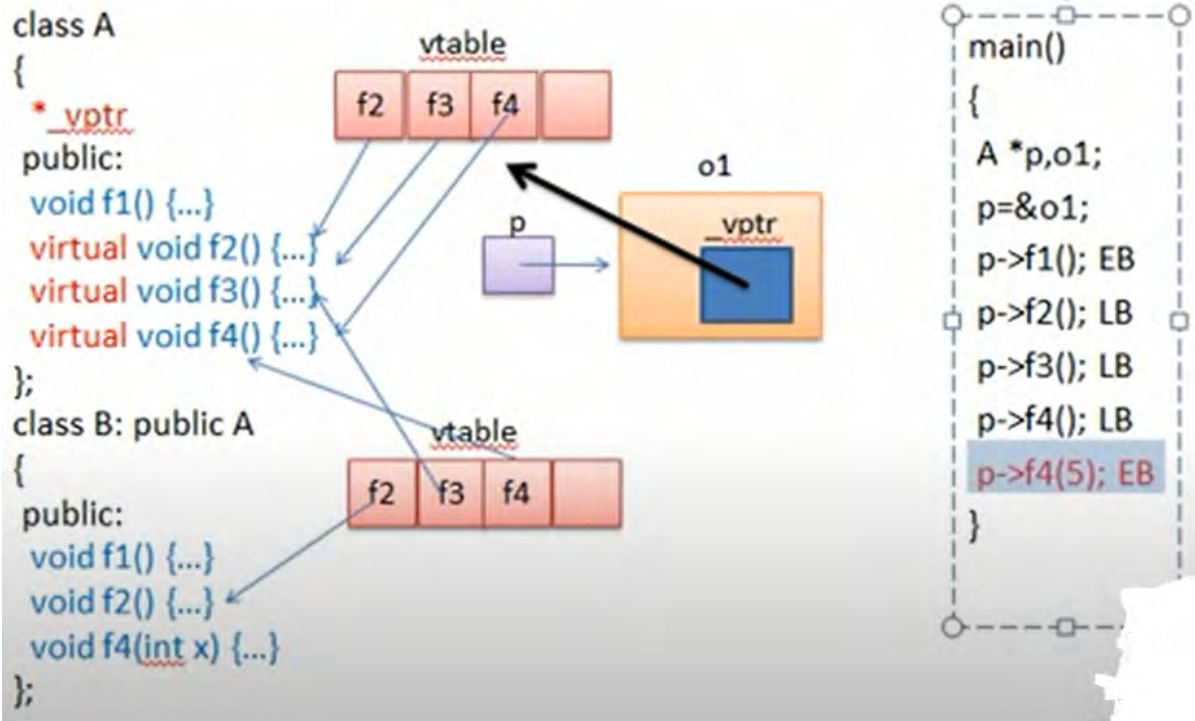 class A
{
*_vptr
public:
void f1() {...}
virtual void f2() {...}
virtual void f3() {...}
virtual void f4() {...}
};
class B: public A
{
public:
void f1() {...}
void f2() {...}
void f4(int x) {...}
};
vtable
f2 f3 f4
o1
p
_vptr
vtable
f2 f3 f4
main()
{
A *p,o1;
p=&o1;
p->f1(); EB
p->f2(); LB
p->f3(); LB
p->f4(); LB
p->f4(5); EB
}